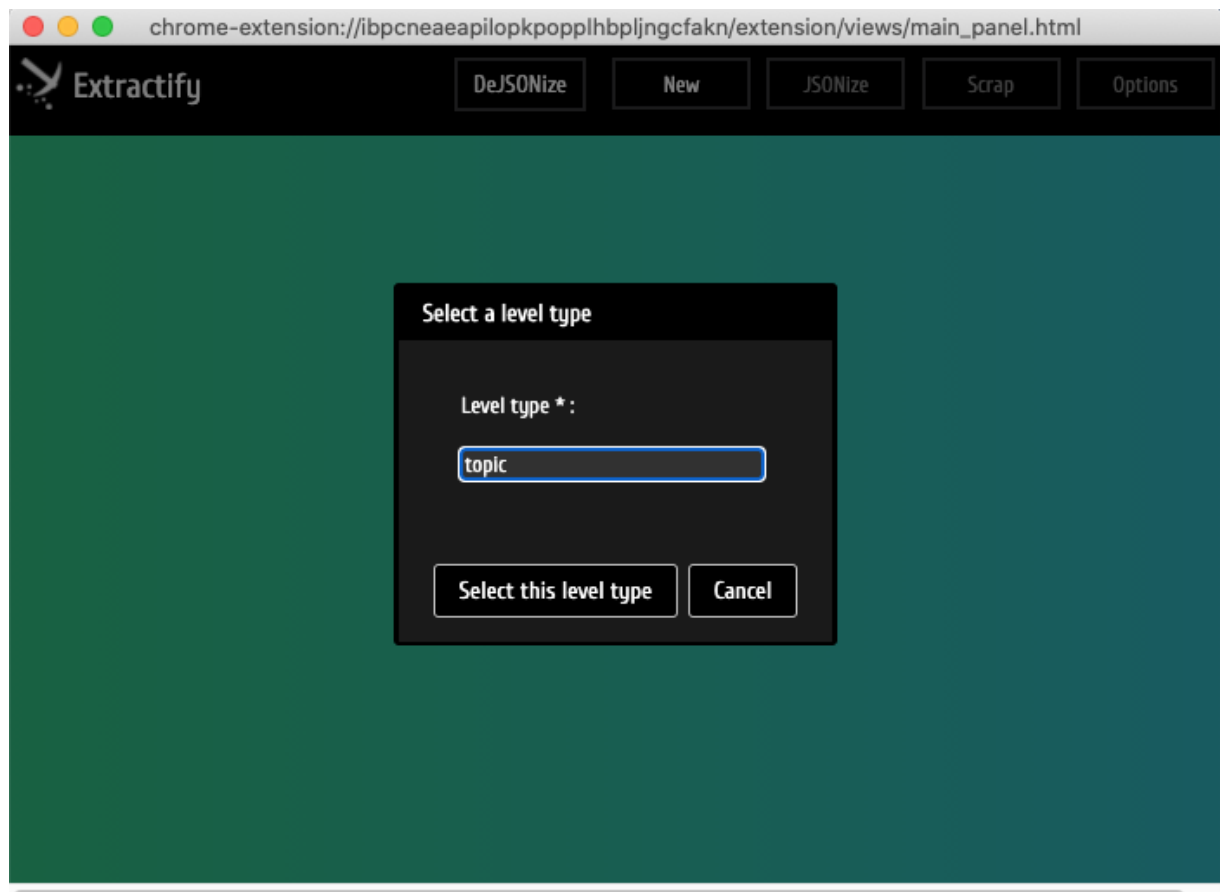 chrome-extension://ibpcneaeapilopkpopplhbpljngcfakn/extension/views/main_panel.html
Extractify DeJSONize New JSONize Scrap Options
Select a level type
Level type * :
topic
Select this level type Cancel